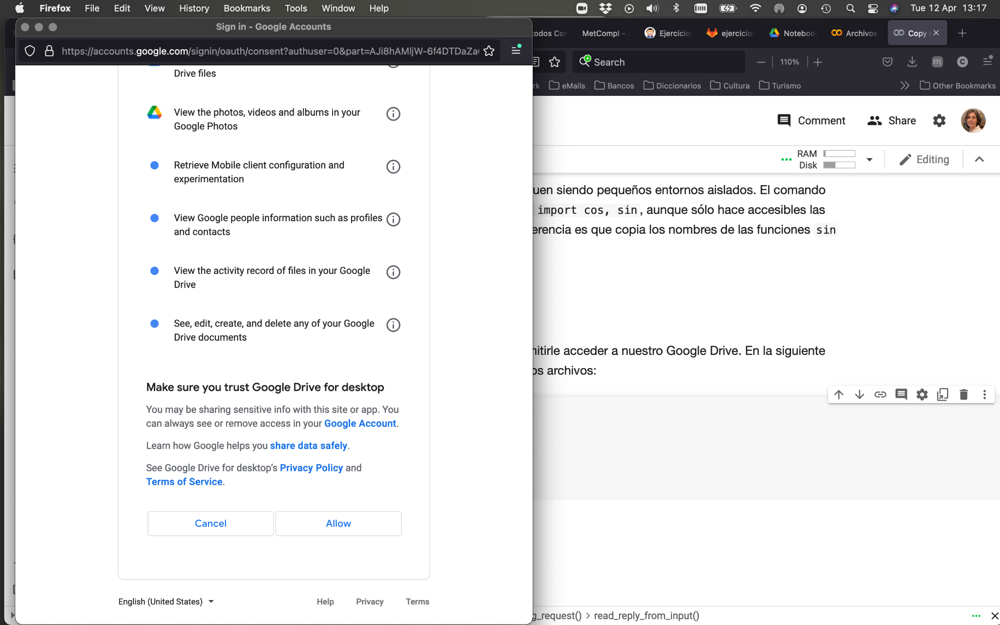 Firefox File Edit View History Bookmarks Tools Window Help
Tue 12 Apr 13:17
Sign in - Google Accounts
https://accounts.google.com/signin/oauth/consent?authuser=0&part=AJi8hAMljW-6f4DTDaZa
Drive files
View the photos, videos and albums in your
Google Photos
Retrieve Mobile client configuration and
experimentation
View Google people information such as profiles
and contacts
View the activity record of files in your Google
Drive
See, edit, create, and delete any of your Google
Drive documents
Make sure you trust Google Drive for desktop
You may be sharing sensitive info with this site or app. You
can always see or remove access in your Google Account.
Learn how Google helps you share data safely.
See Google Drive for desktop's Privacy Policy and
Terms of Service.
Cancel Allow
English (United States) Help Privacy Terms
odos Con MetCompl - Ejercicio ejercicio Noteboo Archivos Copy
Search 110%
rk eMails Bancos Diccionarios Cultura Turismo Other Bookmarks
Comment Share
RAM
Disk
Editing
uen siendo pequeños entornos aislados. El comando
import cos, sin, aunque sólo hace accesibles las
erencia es que copia los nombres de las funciones sin
nitirle acceder a nuestro Google Drive. En la siguiente
os archivos:
g_request() > read_reply_from_input()